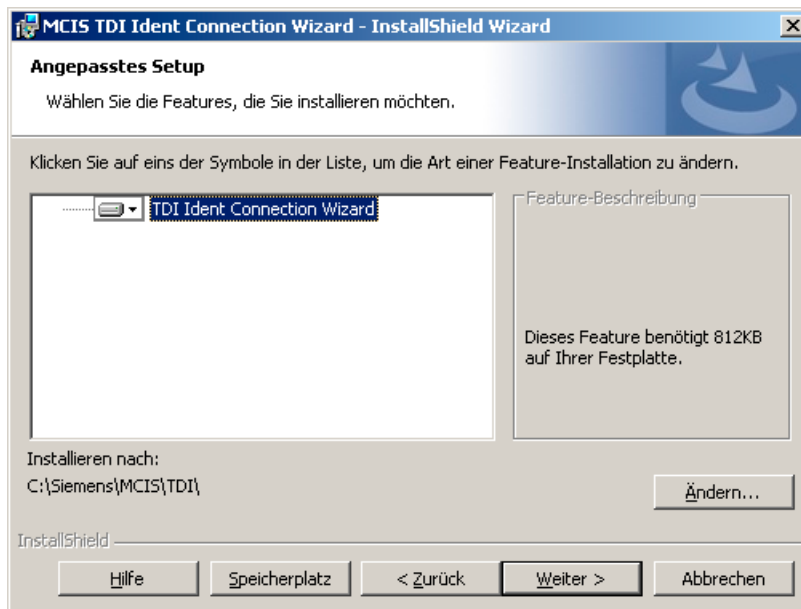 MCIS TDI Ident Connection Wizard - InstallShield Wizard
Angepasstes Setup
Wählen Sie die Features, die Sie installieren möchten.
Klicken Sie auf eins der Symbole in der Liste, um die Art einer Feature-Installation zu ändern.
TDI Ident Connection Wizard
Feature-Beschreibung
Dieses Feature benötigt 812KB
auf Ihrer Festplatte.
Installieren nach:
C:\Siemens\MCIS\TDI\
Ändern...
InstallShield
Hilfe
Speicherplatz
< Zurück
Weiter >
Abbrechen